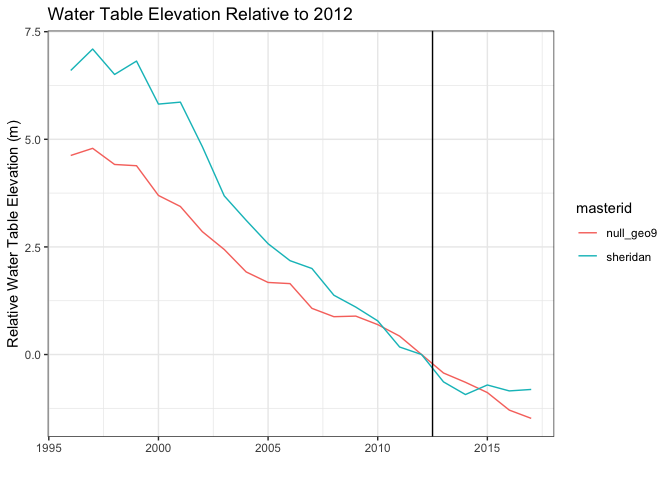 Water Table Elevation Relative to 2012
Relative Water Table Elevation (m)
7.5
5.0
2.5
0.0
1995 2000 2005 2010 2015
masterid
null_geo9
sheridan